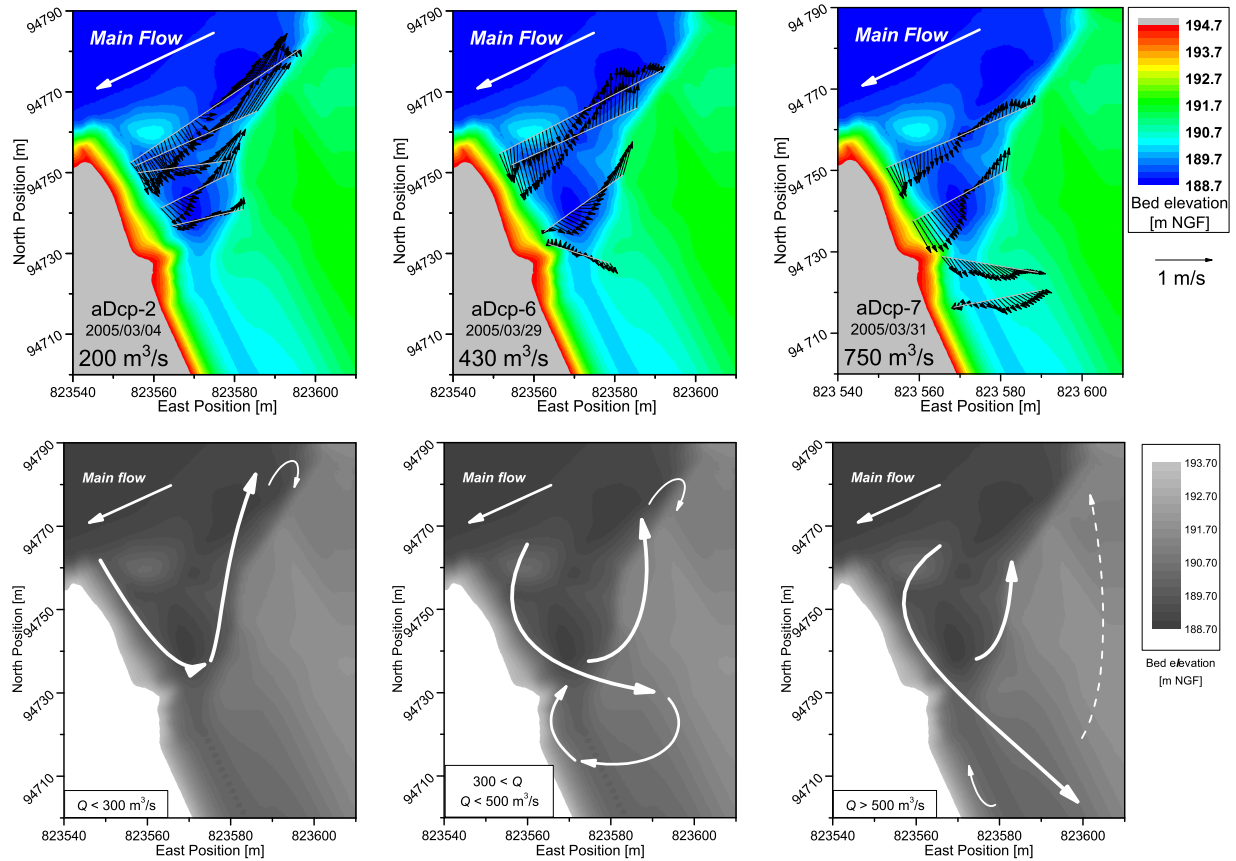 94790
94770
94750
94730
94710
North Position [m]
Main Flow
aDcp-2
2005/03/04
200 m³/s
823540
823560
823580
823600
East Position [m]
94790
94770
94750
94730
94710
North Position [m]
Main Flow
aDcp-6
2005/03/29
430 m³/s
823540
823560
823580
823600
East Position [m]
94 790
94 770
94 750
94 730
94 710
North Position [m]
Main Flow
aDcp-7
2005/03/31
750 m³/s
823 540
823 560
823 580
823 600
East Position [m]
194.7
193.7
192.7
191.7
190.7
189.7
188.7
Bed elevation
[m NGF]
1 m/s
94790
94770
94750
94730
94710
North Position [m]
Main flow
Q < 300 m³/s
823540
823560
823580
823600
East Position [m]
94790
94770
94750
94730
94710
North Position [m]
Main flow
300 < Q
Q < 500 m³/s
823540
823560
823580
823600
East Position [m]
94790
94770
94750
94730
94710
North Position [m]
Main flow
Q > 500 m³/s
823540
823560
823580
823600
East Position [m]
193.70
192.70
191.70
190.70
189.70
188.70
Bed elevation
[m NGF]